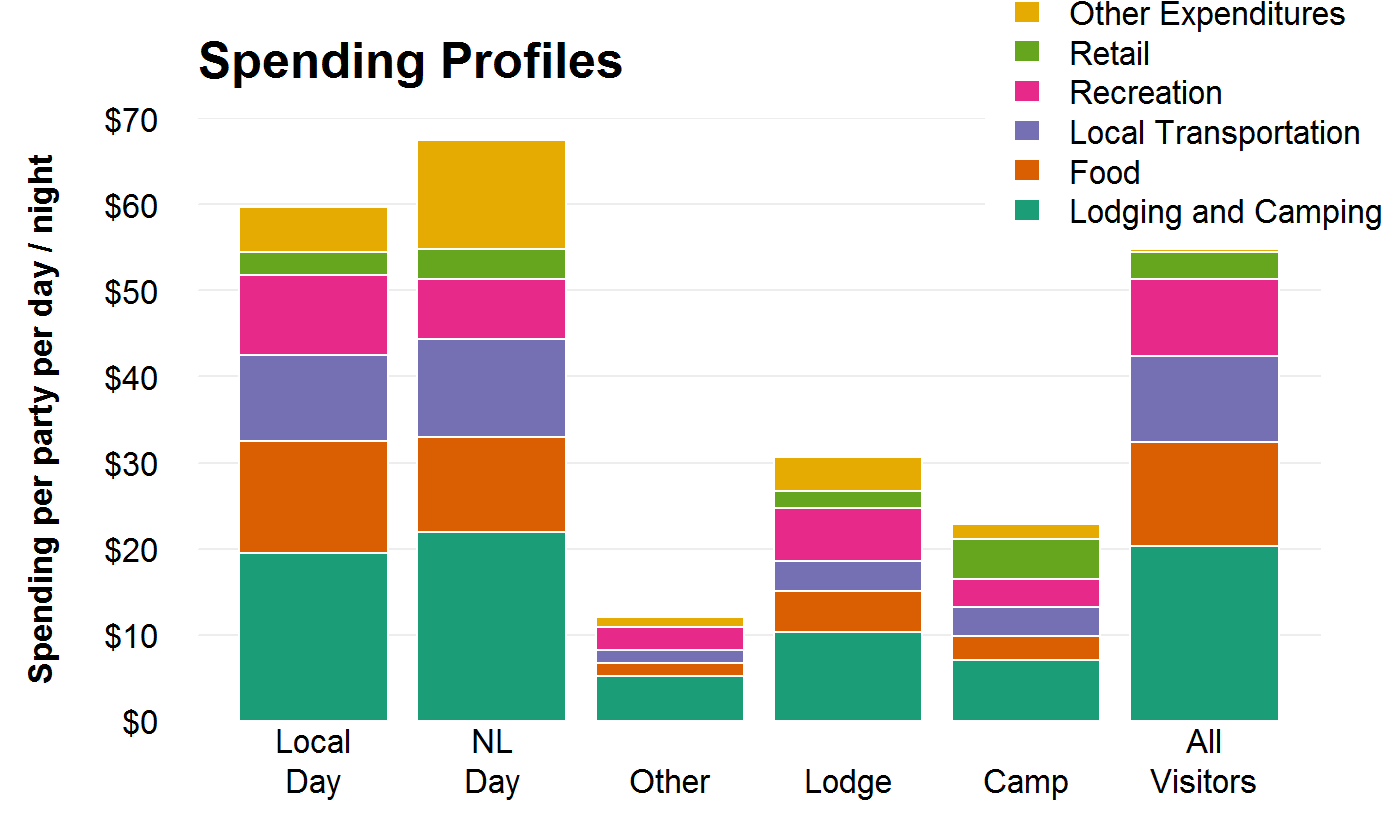 Other Expenditures
Retail
Recreation
Local Transportation
Food
Lodging and Camping
Spending Profiles
Spending per party per day / night
$70
$60
$50
$40
$30
$20
$10
$0
Local
Day
NL
Day
Other
Lodge
Camp
All
Visitors